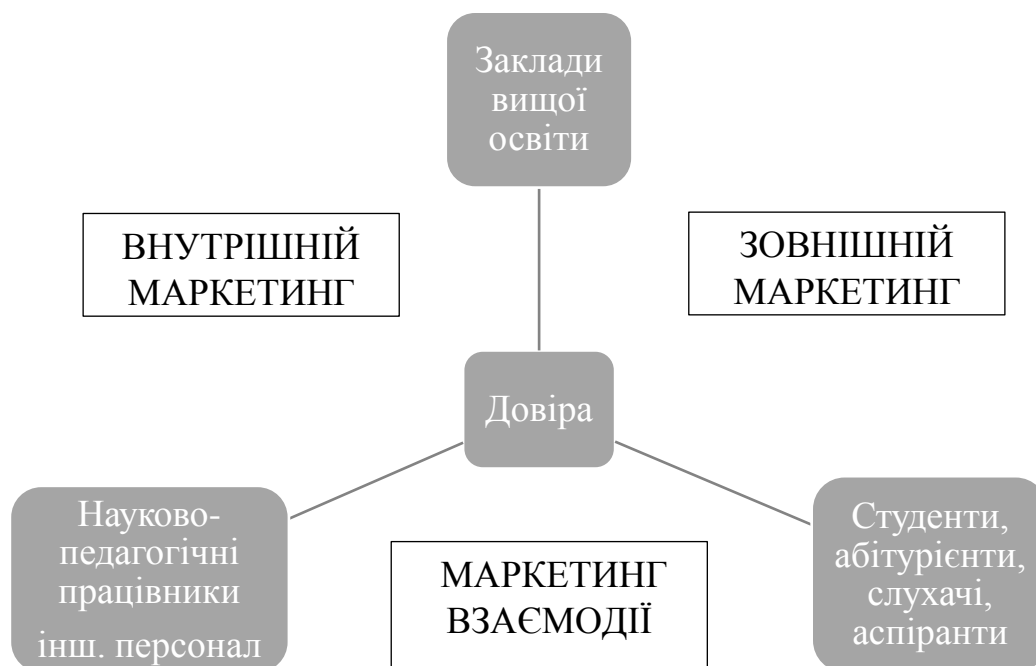 Заклади
вищої
освіти
ВНУТРІШНІЙ
МАРКЕТИНГ
ЗОВНІШНІЙ
МАРКЕТИНГ
Довіра
Науково-
педагогічні
працівники
інш. персонал
МАРКЕТИНГ
ВЗАЄМОДІЇ
Студенти,
абітурієнти,
слухачі,
аспіранти